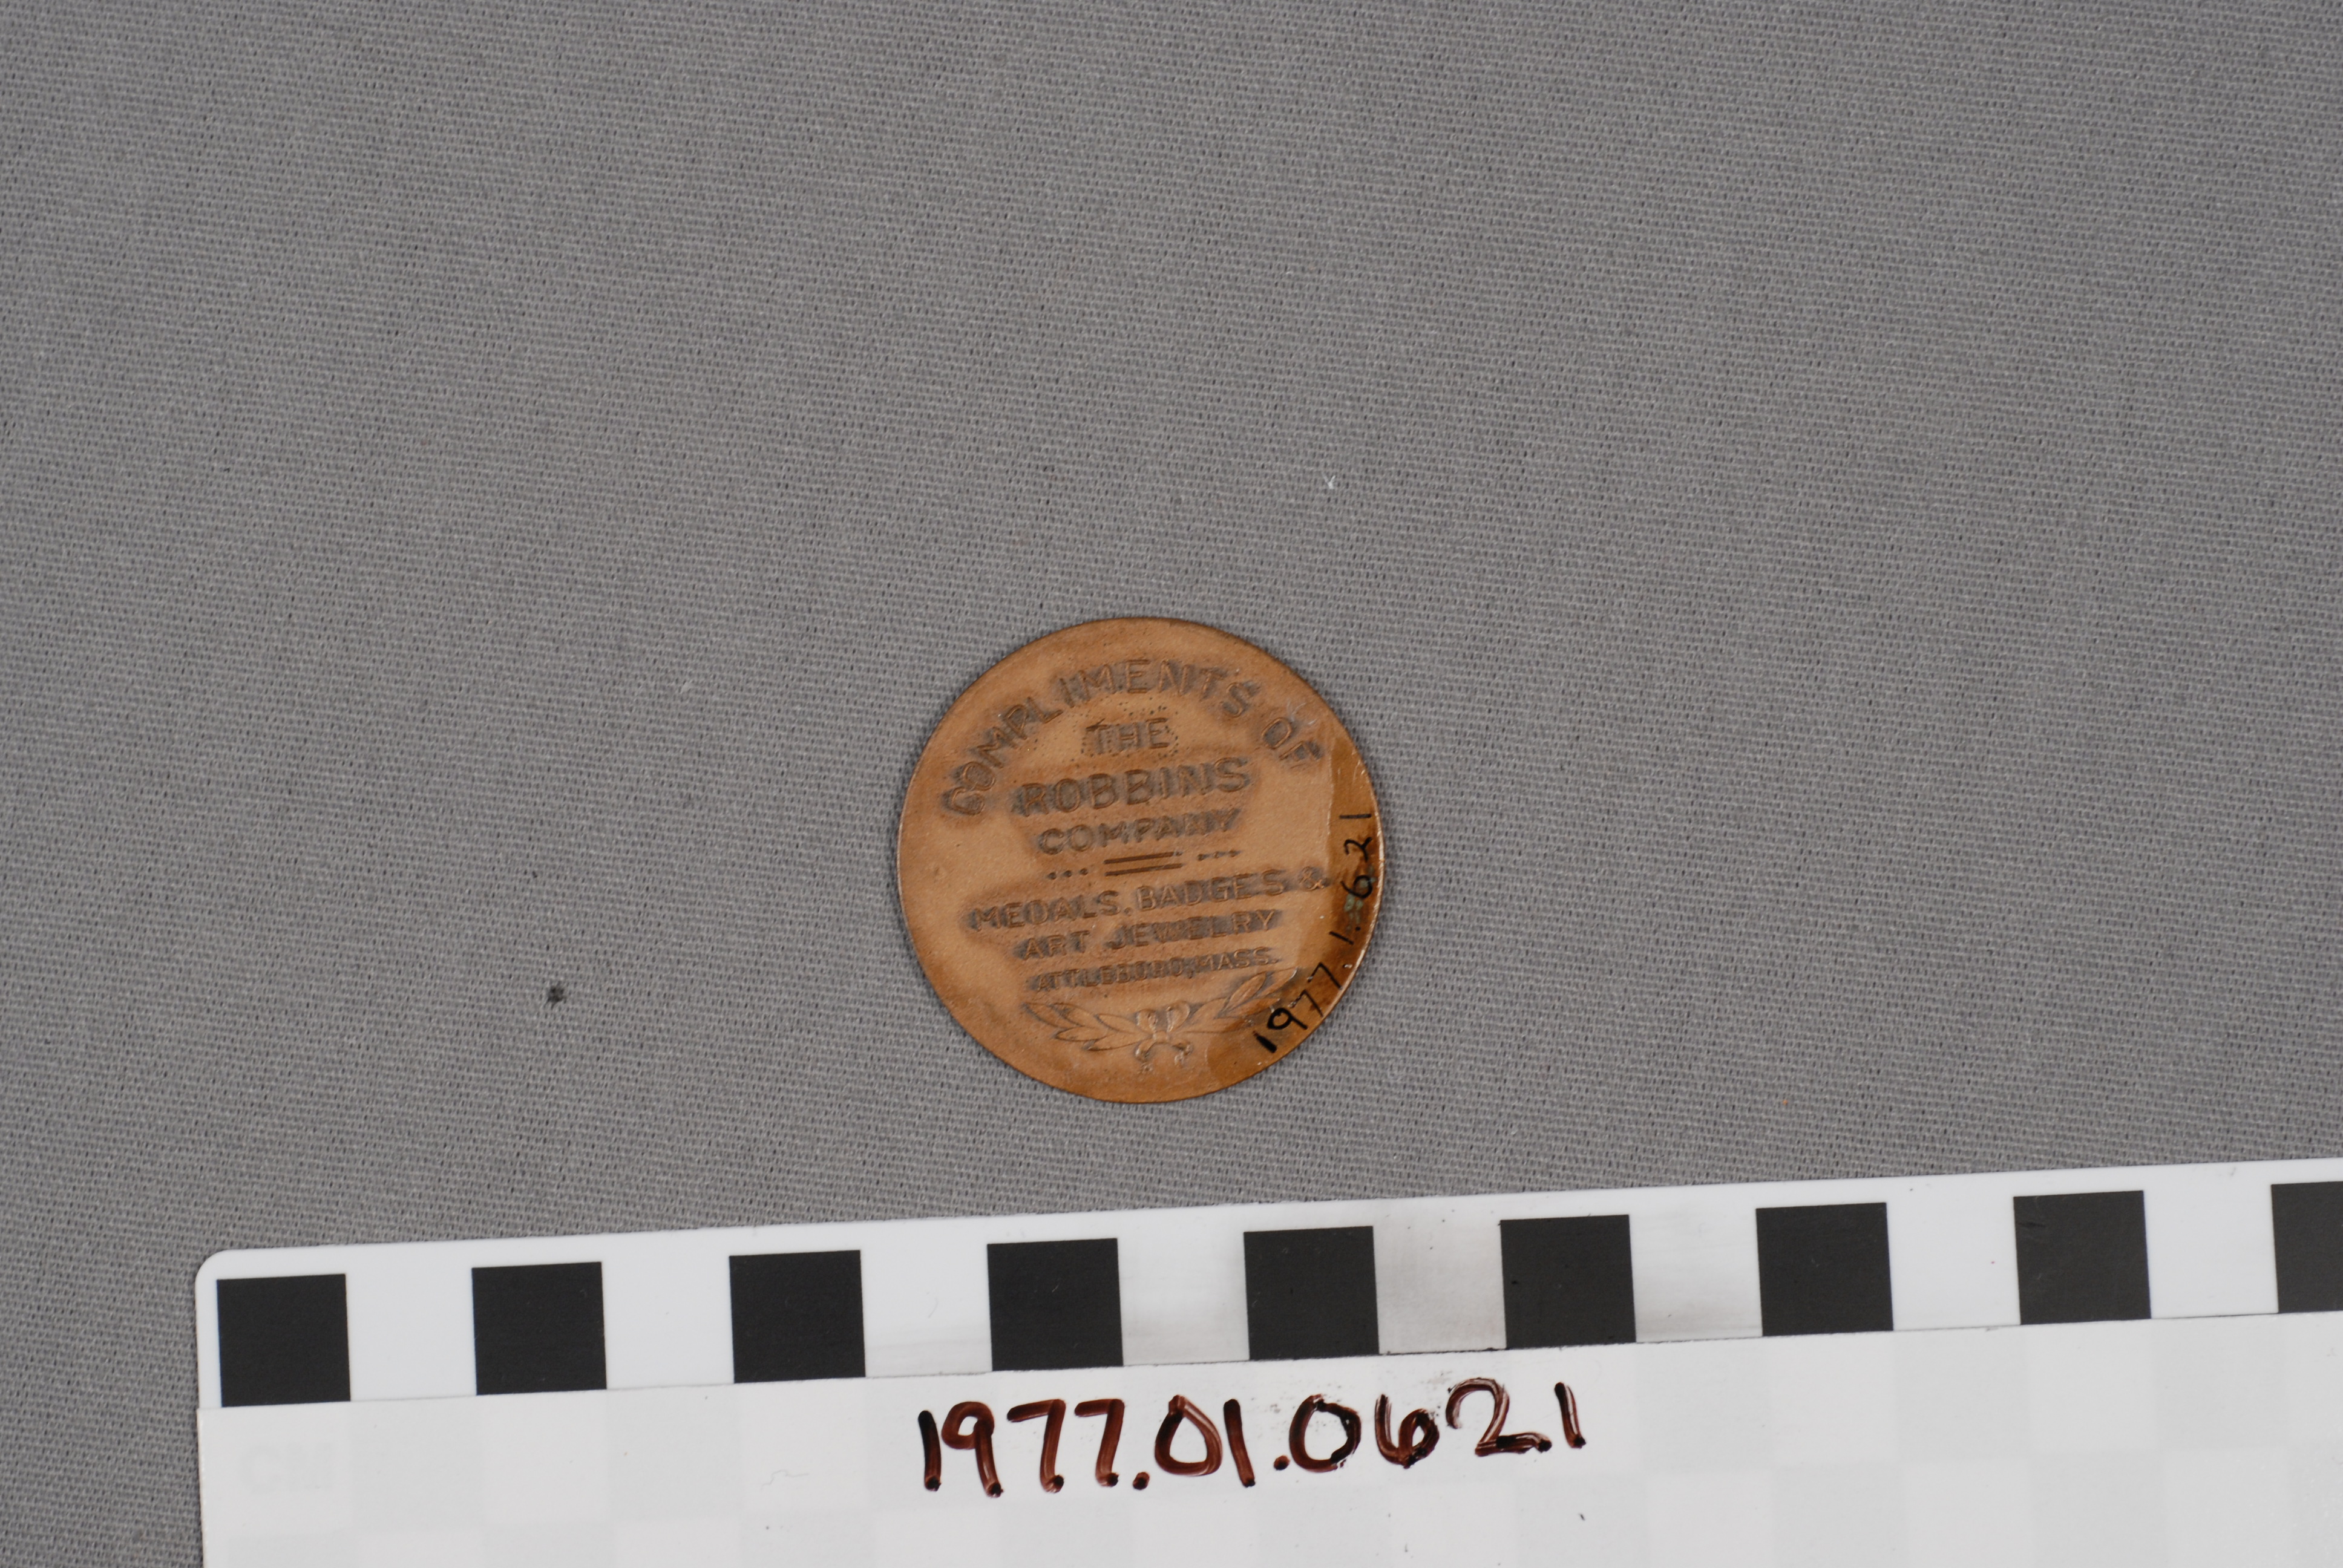 COMPLIMENTS OF
THE
ROBBINS
COMPANY
MEDALS, BADGES &
ART JEWELRY
ATTLEBORO, MASS.
1977.1.621
1977.01.0621